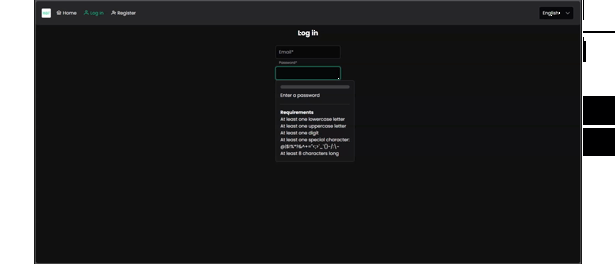 Home
Log in
Register
English
Log in
Email*
Password*
Enter a password
Requirements
At least one lowercase letter
At least one uppercase letter
At least one digit
At least one special character:
At least 8 characters long